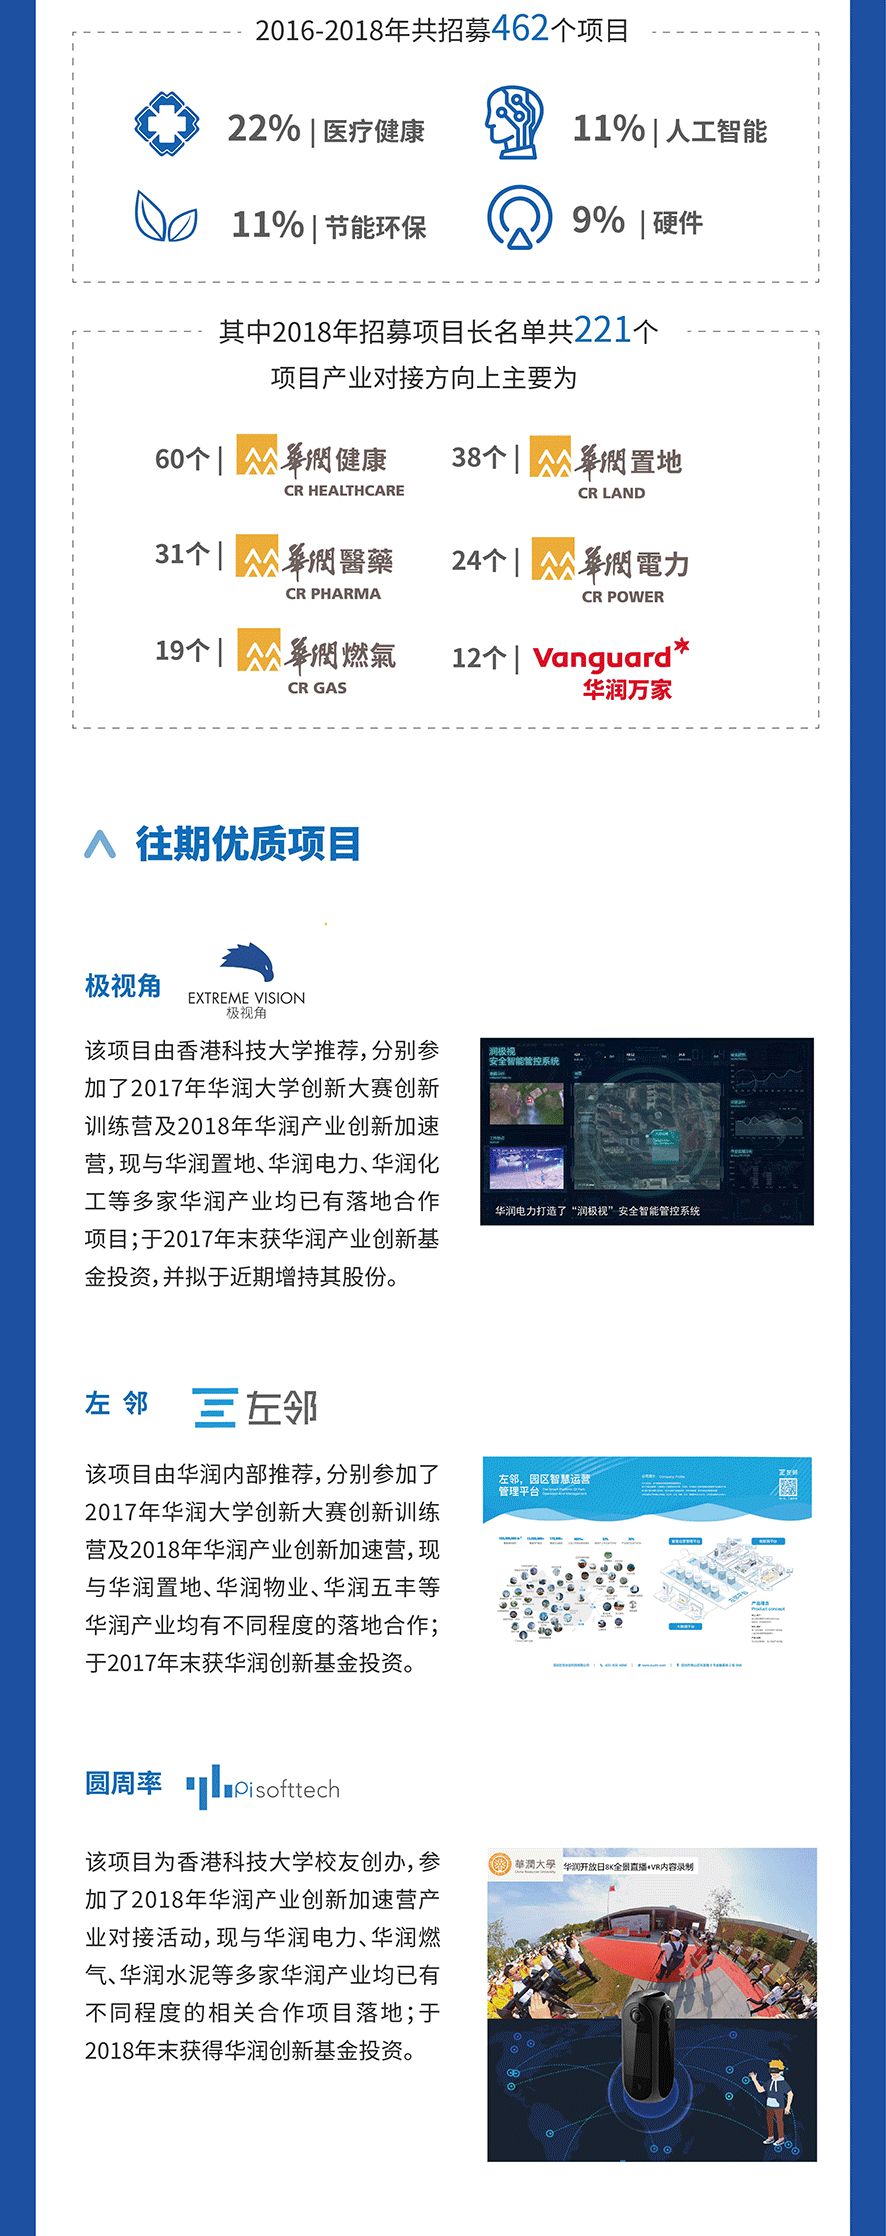 2016-2018年共招募462个项目
22% | 医疗健康
11% | 人工智能
11% | 节能环保
9% | 硬件
其中2018年招募项目长名单共221个
项目产业对接方向上主要为
60个 | 華潤健康
CR HEALTHCARE
38个 | 華潤置地
CR LAND
31个 | 華潤醫藥
CR PHARMA
24个 | 華潤電力
CR POWER
19个 | 華潤燃氣
CR GAS
12个 | Vanguard
华润万家
往期优质项目
极视角
EXTREME VISION
极视角
该项目由香港科技大学推荐,分别参
加了2017年华润大学创新大赛创新
训练营及2018年华润产业创新加速
营,现与华润置地、华润电力、华润化
工等多家华润产业均已有落地合作
项目;于2017年末获华润产业创新基
金投资,并拟于近期增持其股份。
润极视
安全智能管控系统
华润电力打造了“润极视”安全智能管控系统
左 邻
左邻
该项目由华润内部推荐,分别参加了
2017年华润大学创新大赛创新训练
营及2018年华润产业创新加速营,现
与华润置地、华润物业、华润五丰等
华润产业均有不同程度的落地合作;
于2017年末获华润创新基金投资。
左邻,园区智慧运营
管理平台
Company Profile
左邻
产品理念
Product concept
圆周率
pisofttech
该项目为香港科技大学校友创办,参
加了2018年华润产业创新加速营产
业对接活动,现与华润电力、华润燃
气、华润水泥等多家华润产业均已有
不同程度的相关合作项目落地;于
2018年末获得华润创新基金投资。
華潤大學
China Resources University
华润开放日8K全景直播+VR内容录制